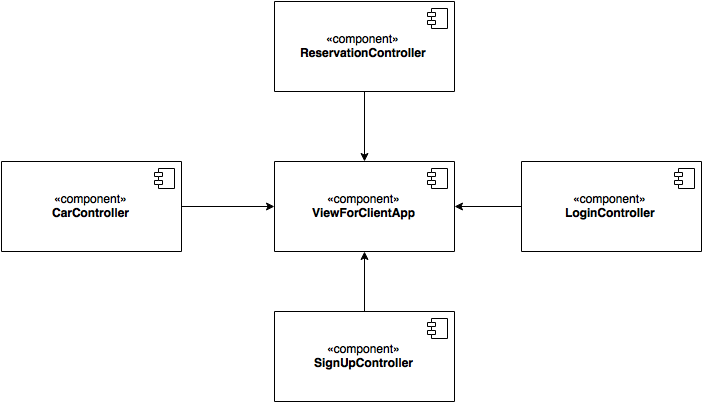 «component»
ReservationController
«component»
CarController
«component»
ViewForClientApp
«component»
LoginController
«component»
SignUpController